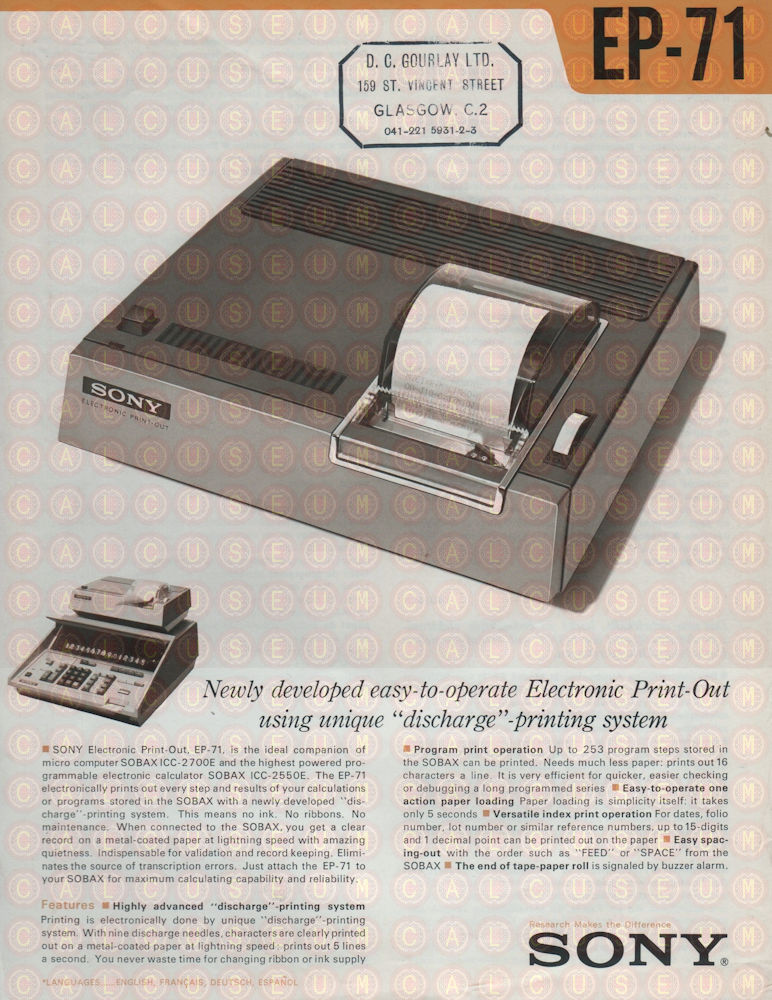 EP-71
D. C. GOURLAY LTD.
159 ST. VINCENT STREET
GLASGOW. C.2
041-221 5931-2-3
SONY
ELECTRONIC PRINT-OUT
SONY
Newly developed easy-to-operate Electronic Print-Out
using unique “discharge”-printing system
■ SONY Electronic Print-Out, EP-71, is the ideal companion of
micro computer SOBAX ICC-2700E and the highest powered pro-
grammable electronic calculator SOBAX ICC-2550E. The EP-71
electronically prints out every step and results of your calculations
or programs stored in the SOBAX with a newly developed “dis-
charge”-printing system. This means no ink. No ribbons. No
maintenance. When connected to the SOBAX, you get a clear
record on a metal-coated paper at lightning speed with amazing
quietness. Indispensable for validation and record keeping. Elimi-
nates the source of transcription errors. Just attach the EP-71 to
your SOBAX for maximum calculating capability and reliability.
Features ■ Highly advanced “discharge”-printing system
Printing is electronically done by unique “discharge”-printing
system. With nine discharge needles, characters are clearly printed
out on a metal-coated paper at lightning speed: prints out 5 lines
a second. You never waste time for changing ribbon or ink supply
■ Program print operation Up to 253 program steps stored in
the SOBAX can be printed. Needs much less paper: prints out 16
characters a line. It is very efficient for quicker, easier checking
or debugging a long programmed series ■ Easy-to-operate one
action paper loading Paper loading is simplicity itself: it takes
only 5 seconds ■ Versatile index print operation For dates, folio
number, lot number or similar reference numbers, up to 15-digits
and 1 decimal point can be printed out on the paper ■ Easy spac-
ing-out with the order such as “FEED” or “SPACE” from the
SOBAX ■ The end of tape-paper roll is signaled by buzzer alarm.
Research Makes the Difference
SONY®
*LANGUAGES.... ENGLISH, FRANÇAIS, DEUTSCH, ESPAÑOL
CALCUSEUM